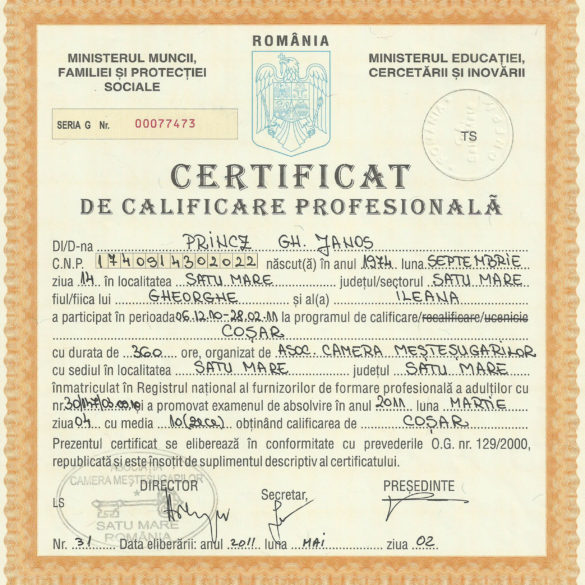 ROMÂNIA
MINISTERUL MUNCII,
FAMILIEI ȘI PROTECȚIEI
SOCIALE
MINISTERUL EDUCAȚIEI,
CERCETĂRII ȘI INOVĂRII
SERIA G Nr. 00077473
TS
CERTIFICAT
DE CALIFICARE PROFESIONALĂ
Dl/D-na PRINCZ GH. JANOS
C.N.P. 1740914302022 născut(ă) în anul 1974 luna SEPTEMBRIE
ziua 14 în localitatea SATU MARE județul/sectorul SATU MARE
fiul/fiica lui GHEORGHE și al(a) ILEANA
a participat în perioada 06.12.10-28.02.11 la programul de calificare/recalificare/ucenicie
COȘAR
cu durata de 360 ore, organizat de ASOC. CAMERA MEȘTEȘUGARILOR
cu sediul în localitatea SATU MARE județul SATU MARE
înmatriculat în Registrul național al furnizorilor de formare profesională a adulților cu
nr. și a promovat examenul de absolvire în anul 2011 luna MARTIE
ziua 04 cu media 10 (zece) obținând calificarea de COȘAR
Prezentul certificat se eliberează în conformitate cu prevederile O.G. nr. 129/2000,
republicată și este însoțit de suplimentul descriptiv al certificatului.
DIRECTOR
Secretar,
PREȘEDINTE
LS
CAMERA MEȘTEȘUGARILOR
SATU MARE
ROMÂNIA
Nr. 31 Data eliberării: anul 2011 luna MAI ziua 02